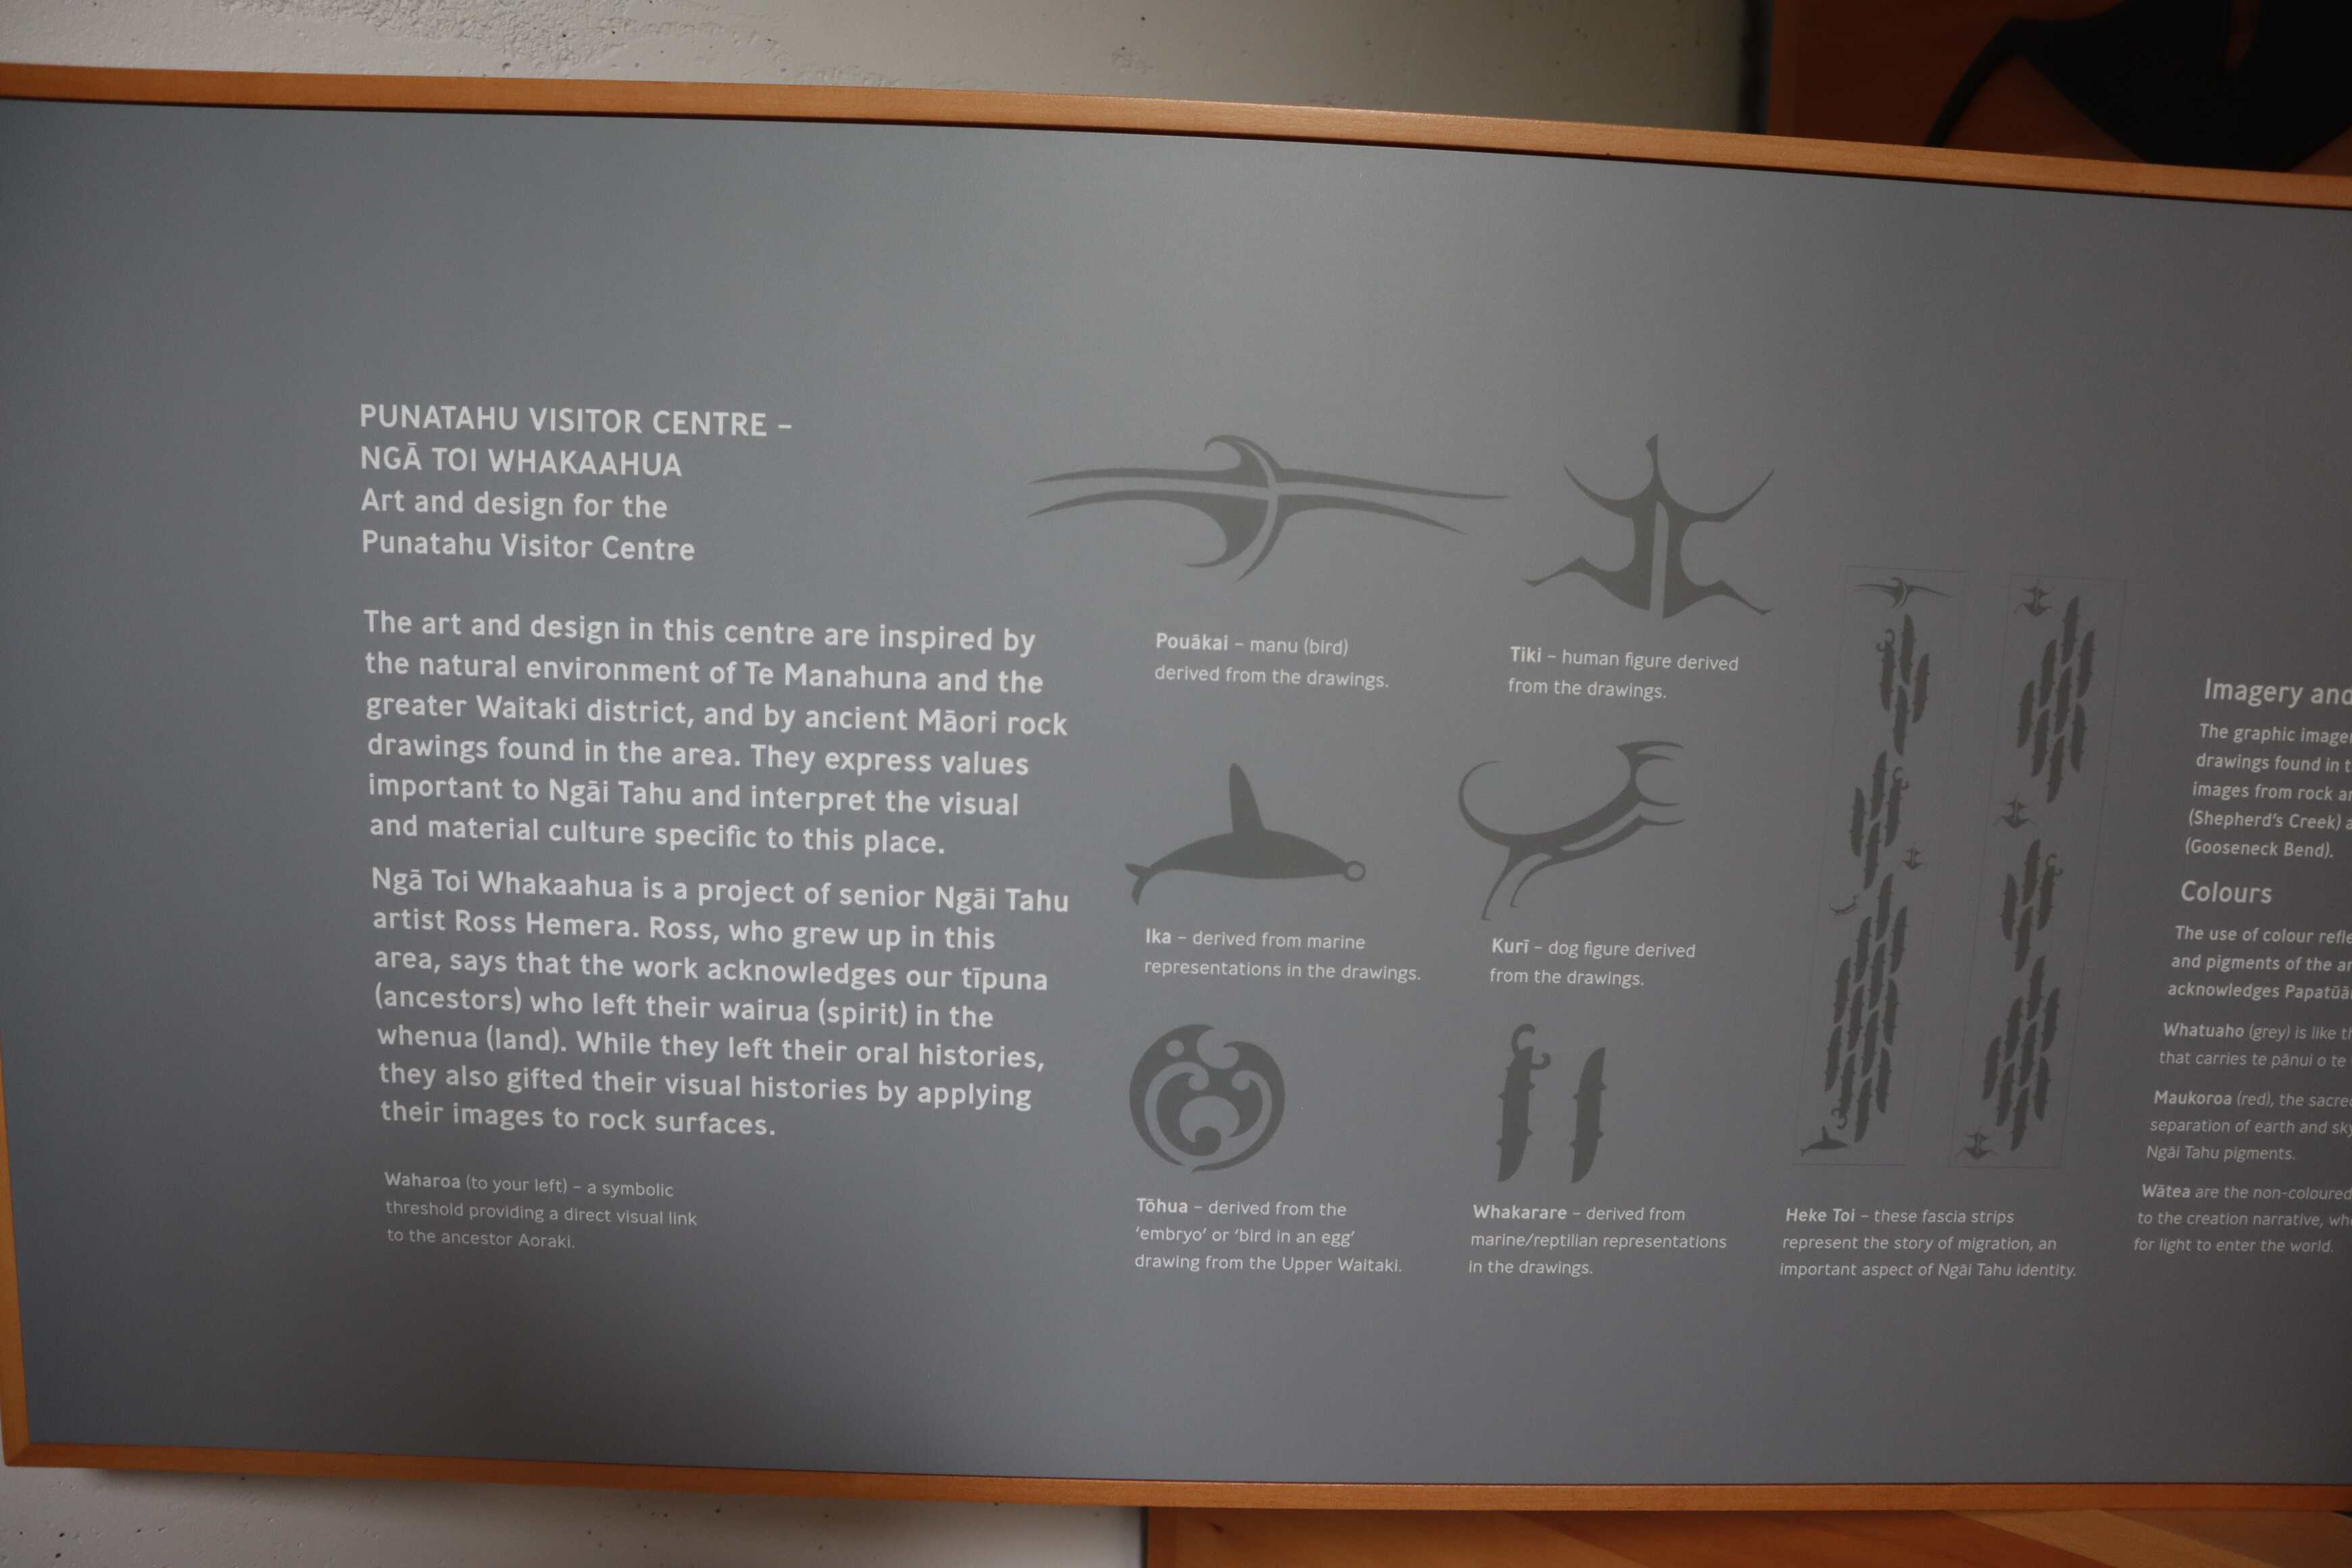 PUNATAHU VISITOR CENTRE –
NGĀ TOI WHAKAAHUA
Art and design for the
Punatahu Visitor Centre
The art and design in this centre are inspired by
the natural environment of Te Manahuna and the
greater Waitaki district, and by ancient Māori rock
drawings found in the area. They express values
important to Ngāi Tahu and interpret the visual
and material culture specific to this place.
Ngā Toi Whakaahua is a project of senior Ngāi Tahu
artist Ross Hemera. Ross, who grew up in this
area, says that the work acknowledges our tīpuna
(ancestors) who left their wairua (spirit) in the
whenua (land). While they left their oral histories,
they also gifted their visual histories by applying
their images to rock surfaces.
Waharoa (to your left) – a symbolic
threshold providing a direct visual link
to the ancestor Aoraki.
Pouākai – manu (bird)
derived from the drawings.
Tiki – human figure derived
from the drawings.
Ika – derived from marine
representations in the drawings.
Kurī – dog figure derived
from the drawings.
Tōhua – derived from the
'embryo' or 'bird in an egg'
drawing from the Upper Waitaki.
Whakarare – derived from
marine/reptilian representations
in the drawings.
Heke Toi – these fascia strips
represent the story of migration, an
important aspect of Ngāi Tahu identity.
Imagery and
The graphic
drawings found in
images from rock
(Shepherd's Creek)
(Gooseneck Bend).
Colours
The use of colour
and pigments of the
acknowledges
Whatuaho (grey) is like
that carries te pānui o te
Maukoroa (red), the
separation of earth and
Ngāi Tahu pigments.
Wātea are the non-coloured
to the creation narrative,
for light to enter the world.